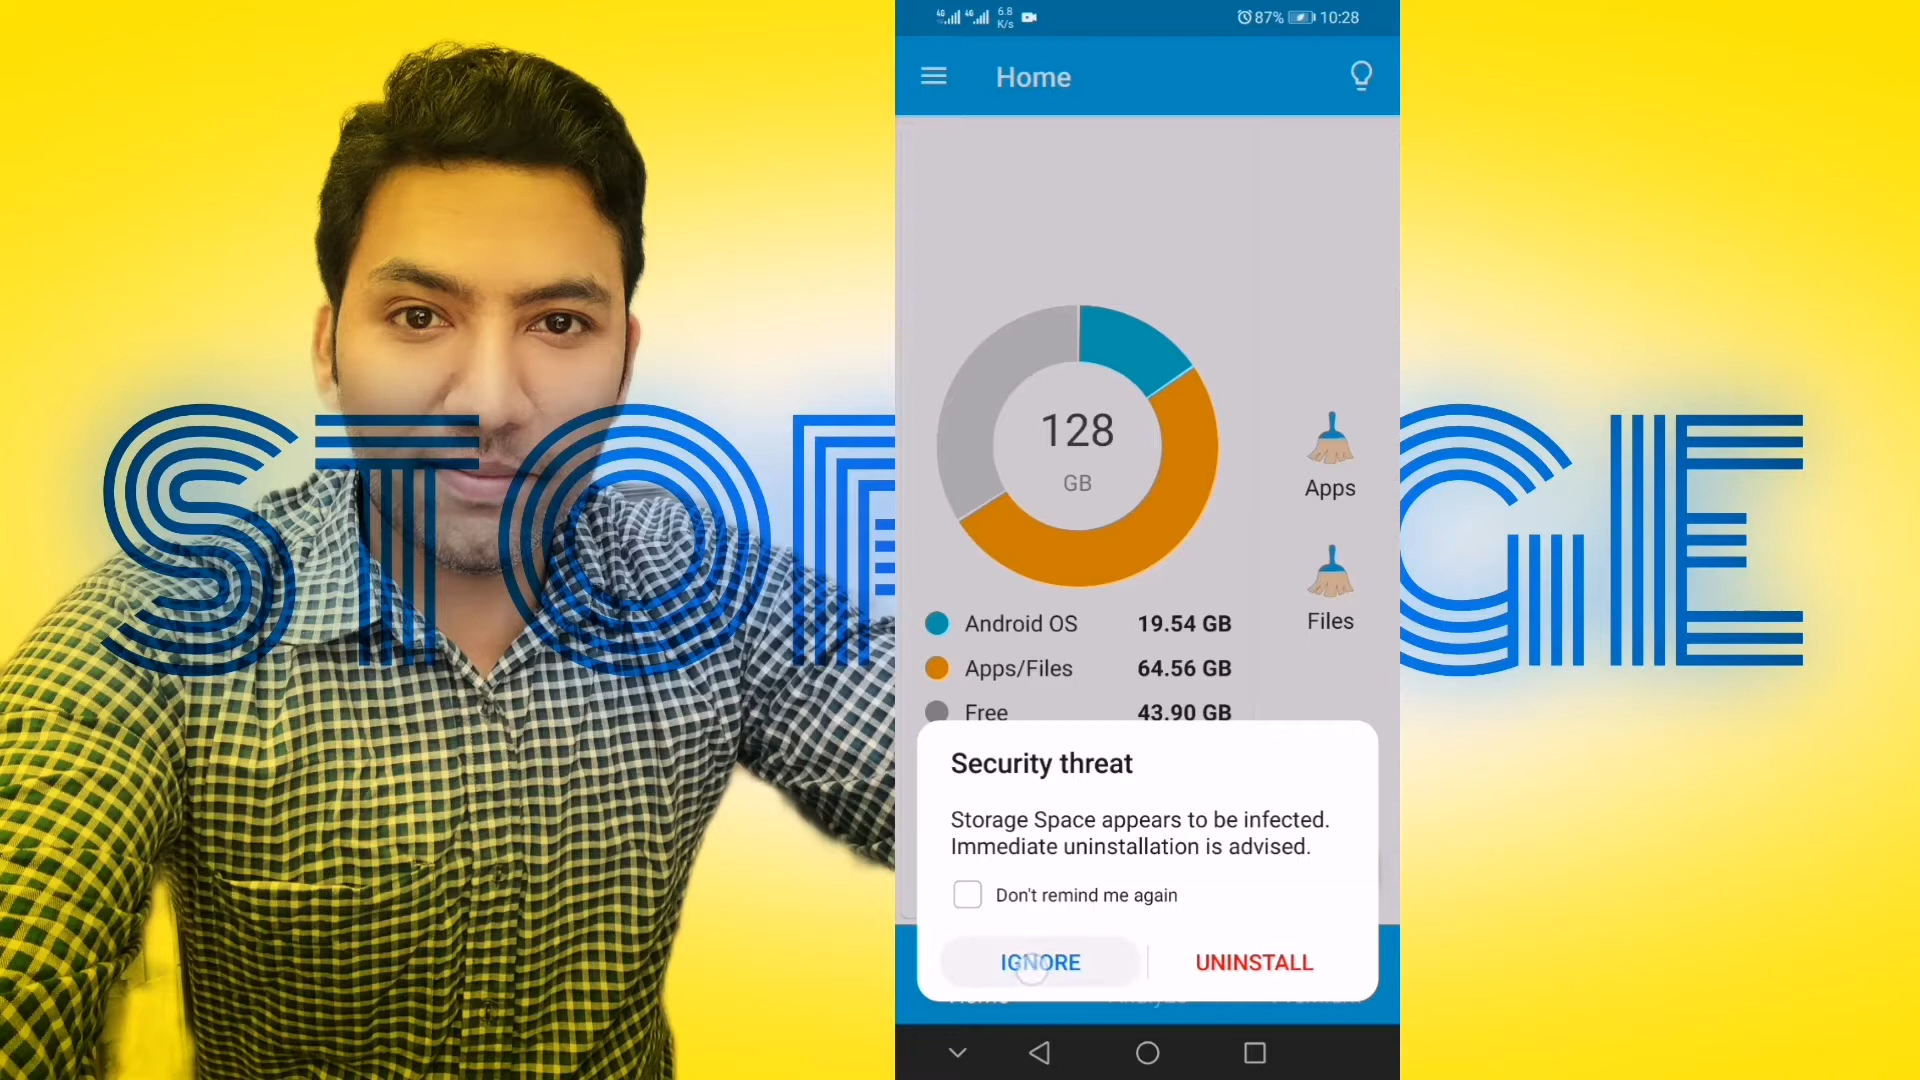 4G 4G 6.8 K/s 87% 10:28
Home
128
GB
Apps
Files
Android OS 19.54 GB
Apps/Files 64.56 GB
Free 43.90 GB
Security threat
Storage Space appears to be infected.
Immediate uninstallation is advised.
Don't remind me again
IGNORE UNINSTALL